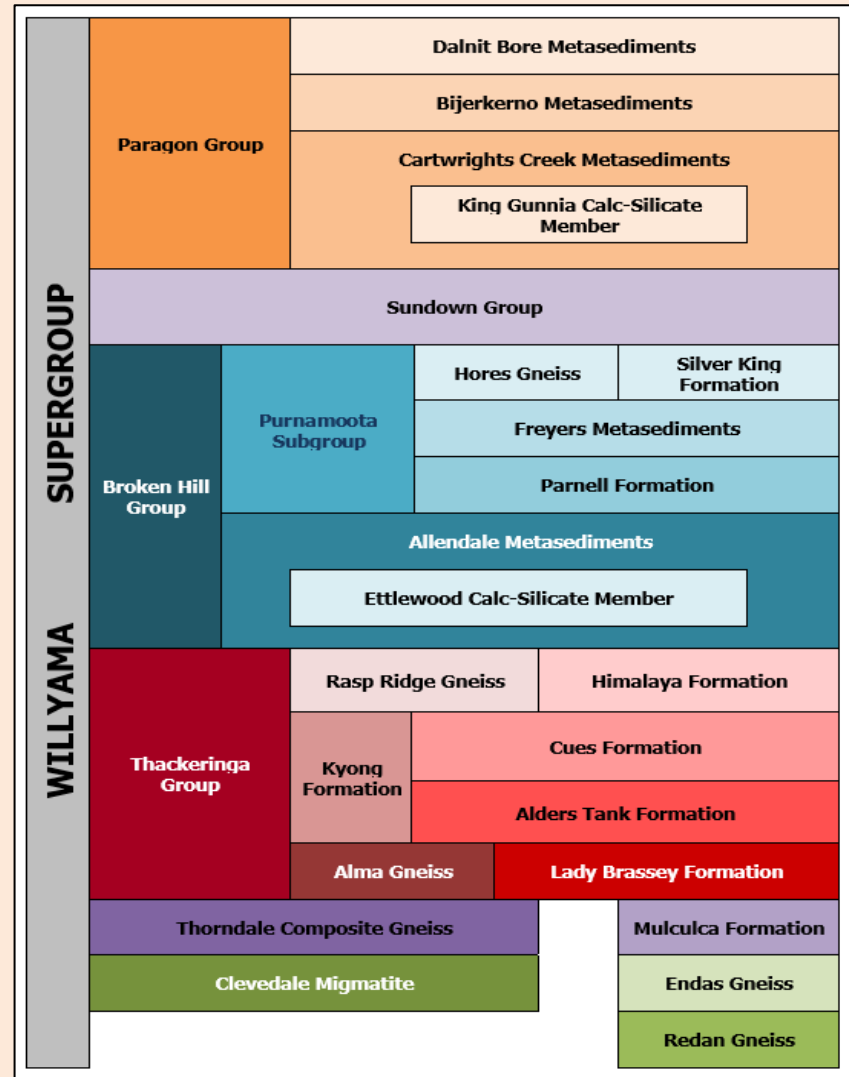 WILLYAMA SUPERGROUP
Paragon Group
Dalnit Bore Metasediments
Bijerkerno Metasediments
Cartwrights Creek Metasediments
King Gunnia Calc-Silicate
Member
Sundown Group
Broken Hill
Group
Purnamoota
Subgroup
Hores Gneiss
Silver King
Formation
Freyers Metasediments
Parnell Formation
Allendale Metasediments
Ettlewood Calc-Silicate Member
Thackeringa
Group
Rasp Ridge Gneiss
Himalaya Formation
Kyong
Formation
Cues Formation
Alders Tank Formation
Alma Gneiss
Lady Brassey Formation
Thorndale Composite Gneiss
Mulculca Formation
Clevedale Migmatite
Endas Gneiss
Redan Gneiss